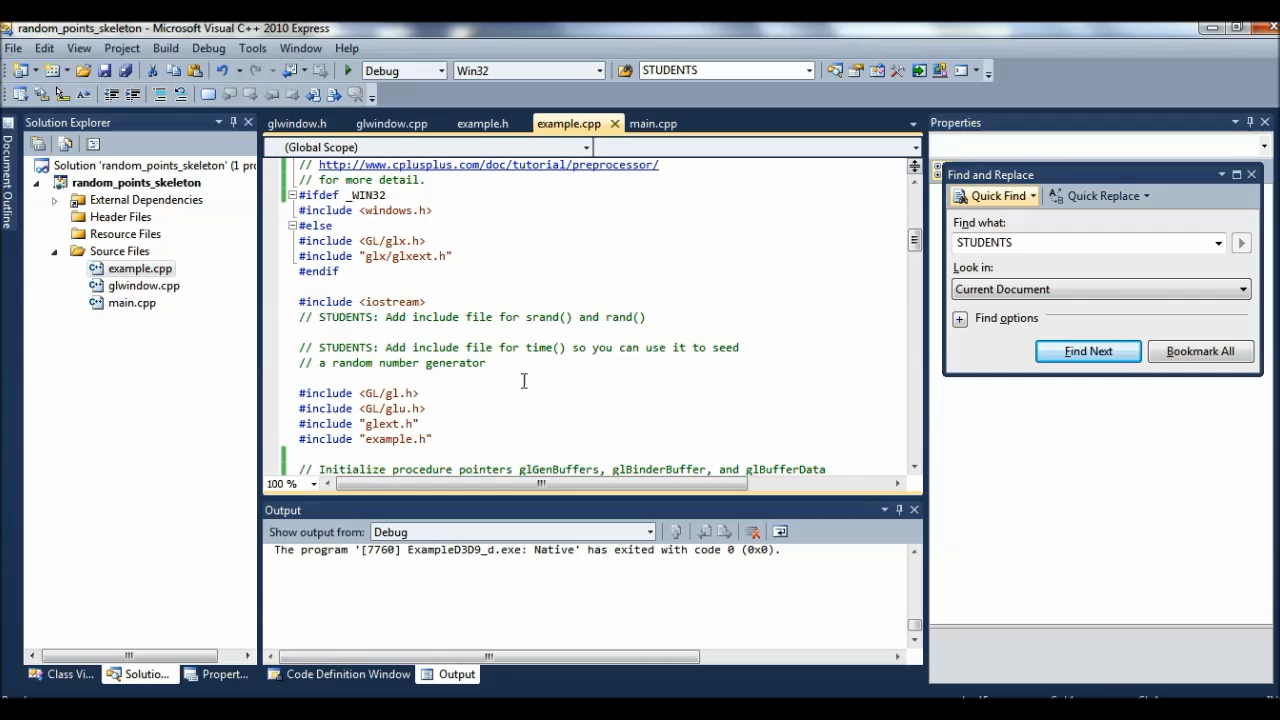 random_points_skeleton - Microsoft Visual C++ 2010 Express
File Edit View Project Build Debug Tools Window Help
Debug Win32 STUDENTS
Solution Explorer
Document Outline
Solution 'random_points_skeleton' (1 pr
random_points_skeleton
External Dependencies
Header Files
Resource Files
Source Files
example.cpp
glwindow.cpp
main.cpp
glwindow.h glwindow.cpp example.h example.cpp main.cpp
(Global Scope)
// http://www.cplusplus.com/doc/tutorial/preprocessor/
// for more detail.
#ifdef _WIN32
#include <windows.h>
#else
#include <GL/glx.h>
#include "glx/glxext.h"
#endif
#include <iostream>
// STUDENTS: Add include file for srand() and rand()
// STUDENTS: Add include file for time() so you can use it to seed
// a random number generator
#include <GL/gl.h>
#include <GL/glu.h>
#include "glext.h"
#include "example.h"
// Initialize procedure pointers glGenBuffers, glBinderBuffer, and glBufferData
100 %
Output
Show output from: Debug
The program '[7760] ExampleD3D9_d.exe: Native' has exited with code 0 (0x0).
Class Vi... Solutio... Propert...
Code Definition Window Output
Properties
Find and Replace
Quick Find Quick Replace
Find what:
STUDENTS
Look in:
Current Document
Find options
Find Next Bookmark All